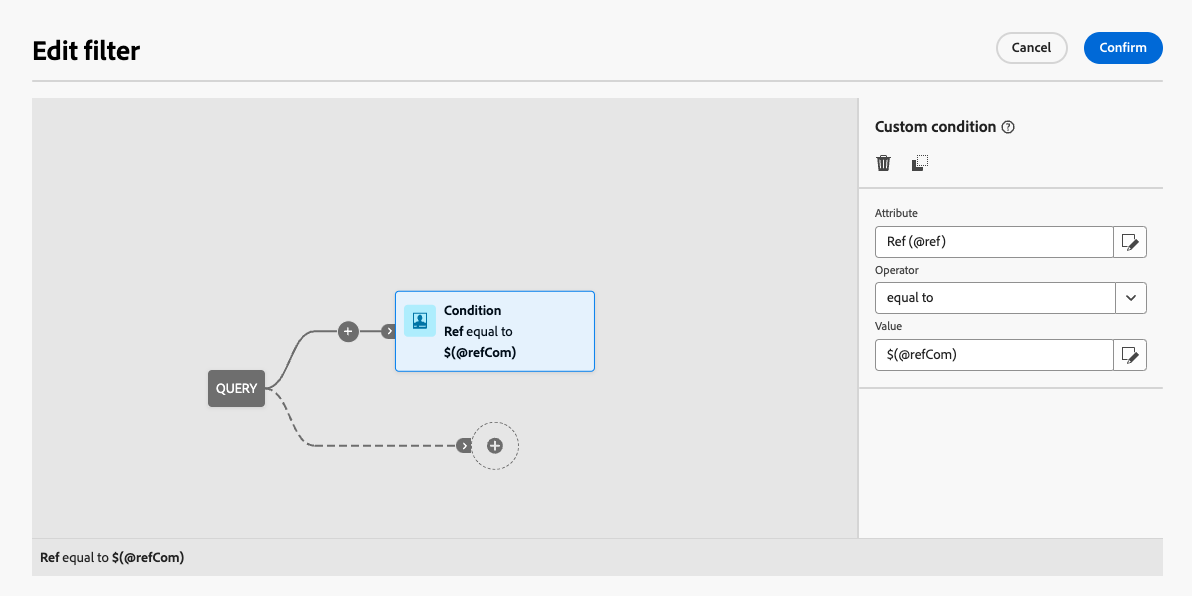 Edit filter
Cancel
Confirm
Custom condition
Attribute
Ref (@ref)
Operator
equal to
Value
$(@refCom)
Condition
Ref equal to
$(@refCom)
QUERY
Ref equal to $(@refCom)